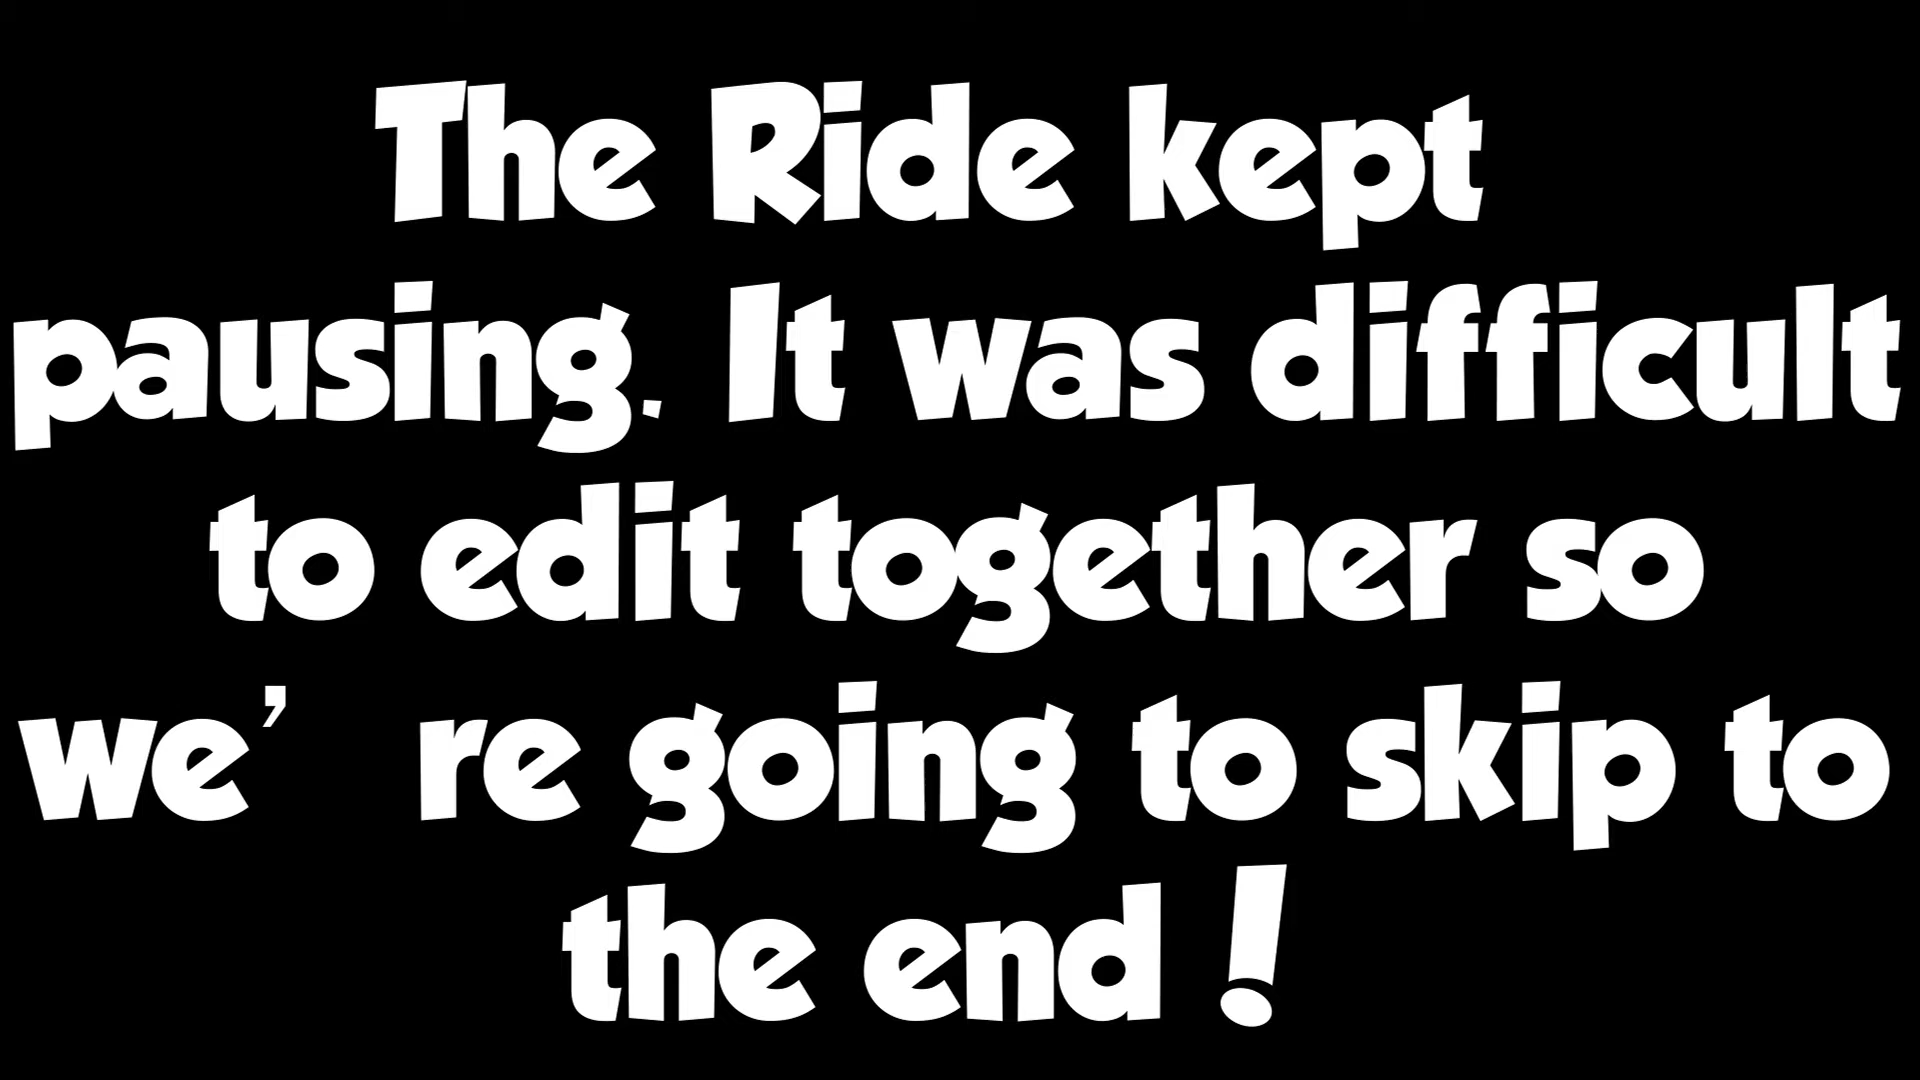 The Ride kept
pausing. It was difficult
to edit together so
we’re going to skip to
the end!